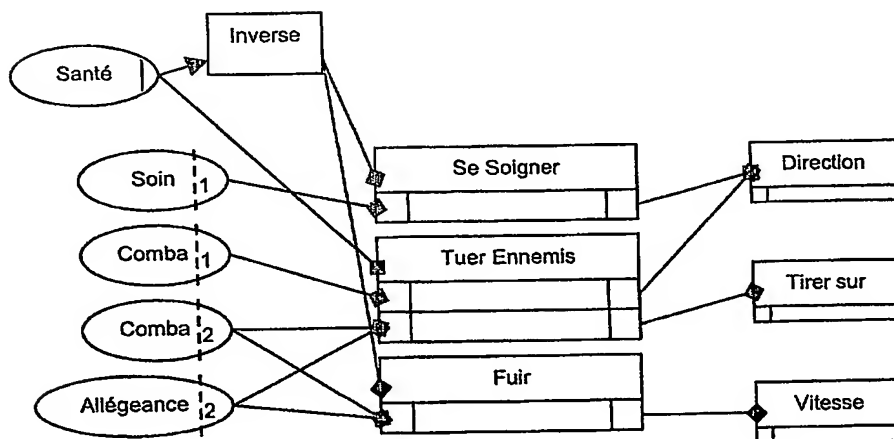 Inverse
Santé
Se Soigner
Direction
Soin 1
Tuer Ennemis
Comba 1
Tirer sur
Comba 2
Fuir
Allégeance 2
Vitesse